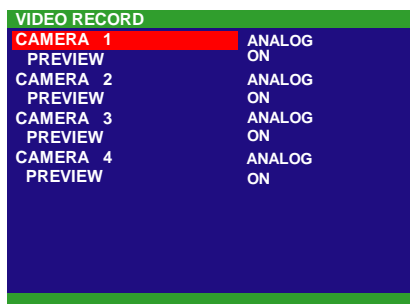 VIDEO RECORD
CAMERA 1 ANALOG
PREVIEW ON
CAMERA 2 ANALOG
PREVIEW ON
CAMERA 3 ANALOG
PREVIEW ON
CAMERA 4 ANALOG
PREVIEW ON